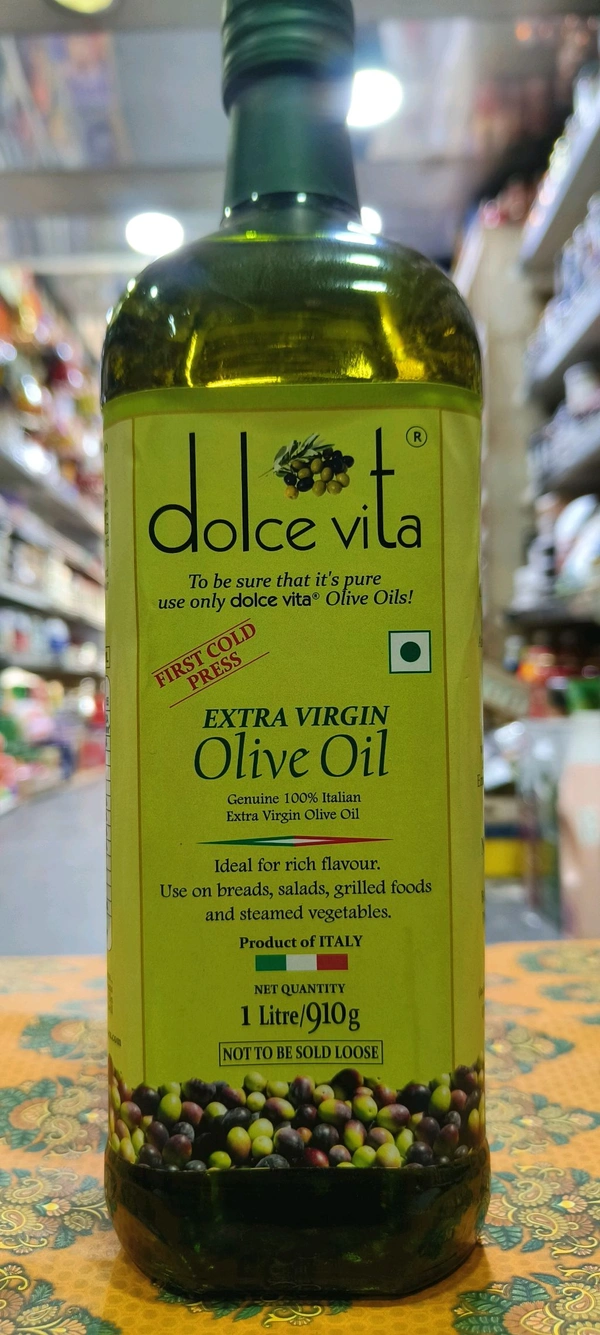 dolce vita ®
To be sure that it's pure
use only dolce vita® Olive Oils!
FIRST COLD
PRESS
EXTRA VIRGIN
Olive Oil
Genuine 100% Italian
Extra Virgin Olive Oil
Ideal for rich flavour.
Use on breads, salads, grilled foods
and steamed vegetables.
Product of ITALY
NET QUANTITY
1 Litre/910g
NOT TO BE SOLD LOOSE